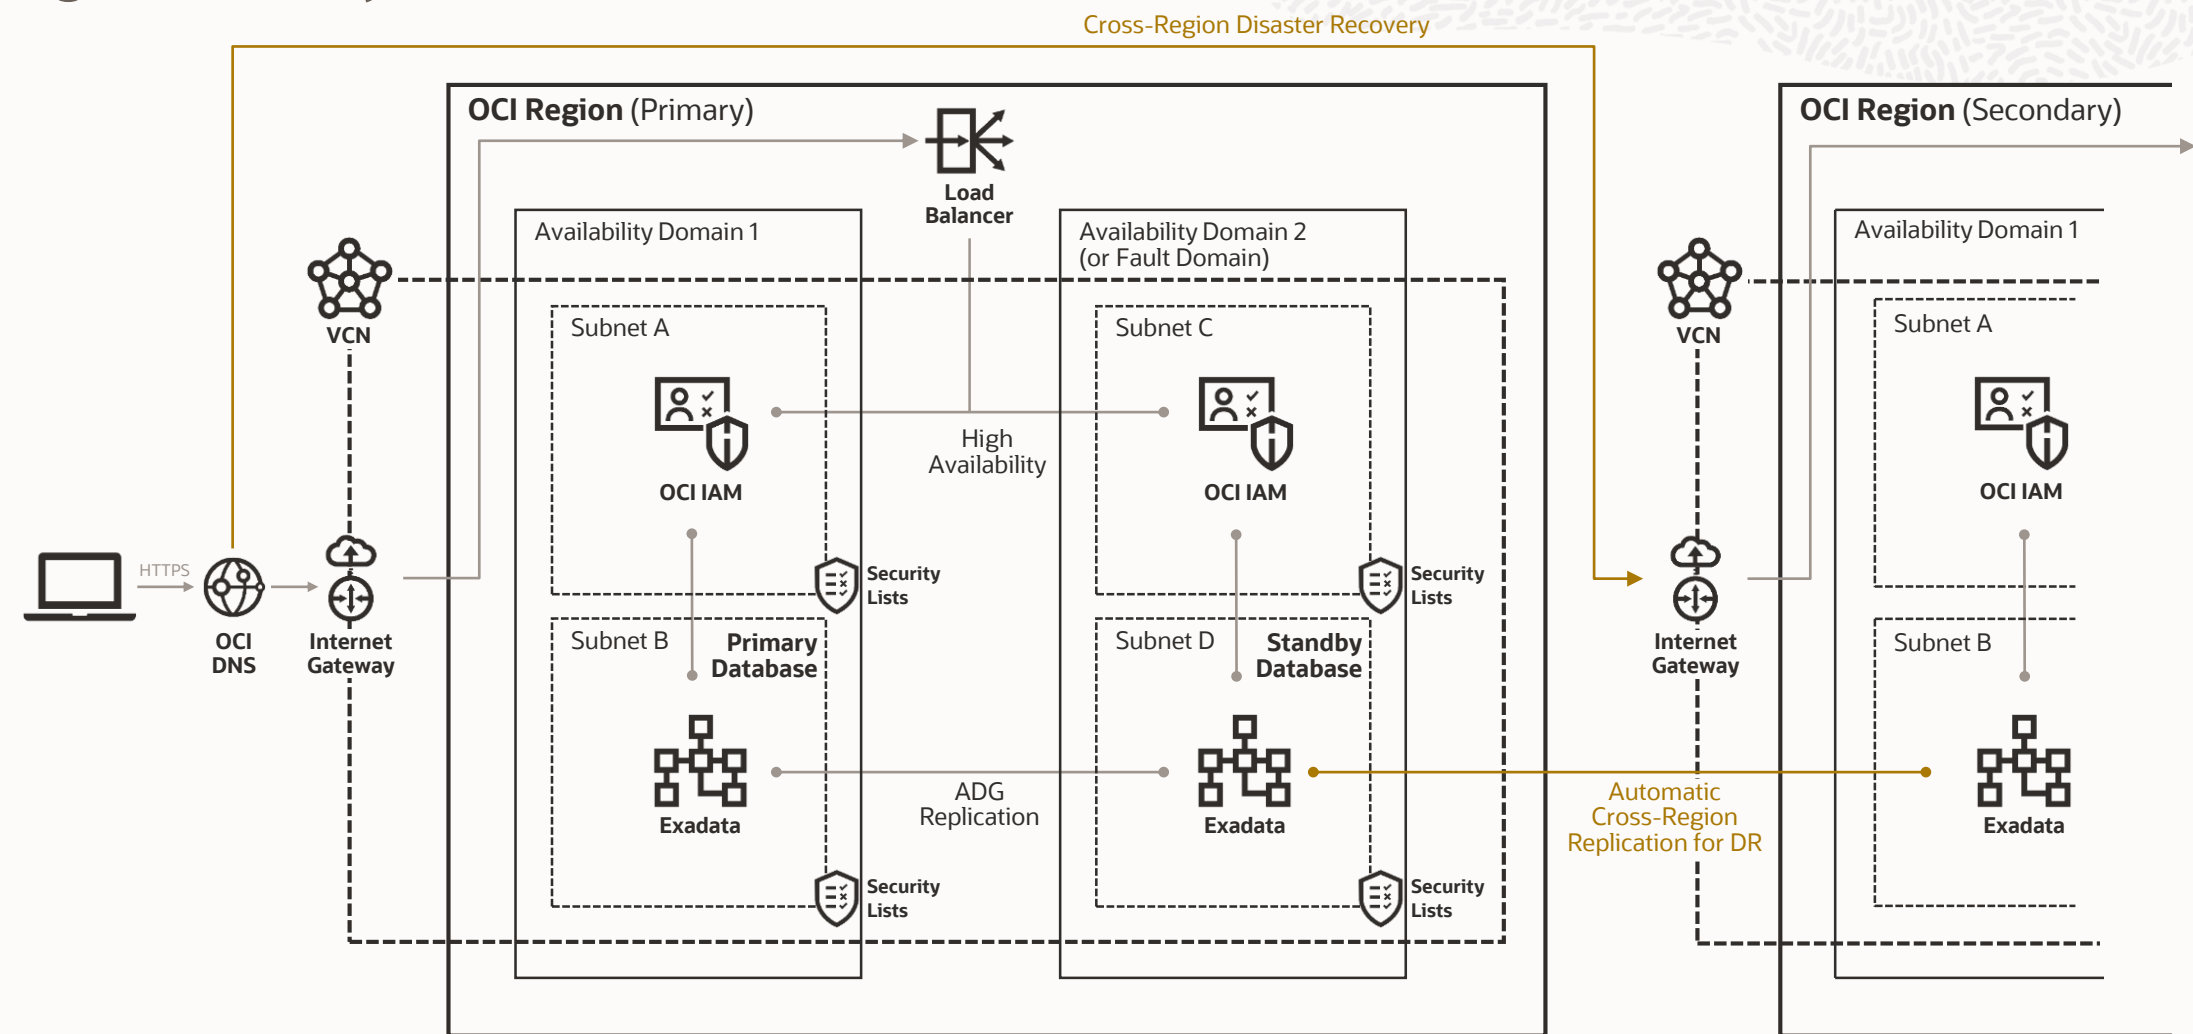 Cross-Region Disaster Recovery
OCI Region (Primary)
OCI Region (Secondary)
Load
Balancer
Availability Domain 1
Availability Domain 2
(or Fault Domain)
Availability Domain 1
VCN
VCN
Subnet A
Subnet C
Subnet A
High
Availability
OCI IAM
OCI IAM
OCI IAM
HTTPS
Security
Lists
Security
Lists
OCI
DNS
Internet
Gateway
Subnet B
Primary
Database
Subnet D
Standby
Database
Internet
Gateway
Subnet B
ADG
Replication
Automatic
Cross-Region
Replication for DR
Exadata
Exadata
Exadata
Security
Lists
Security
Lists